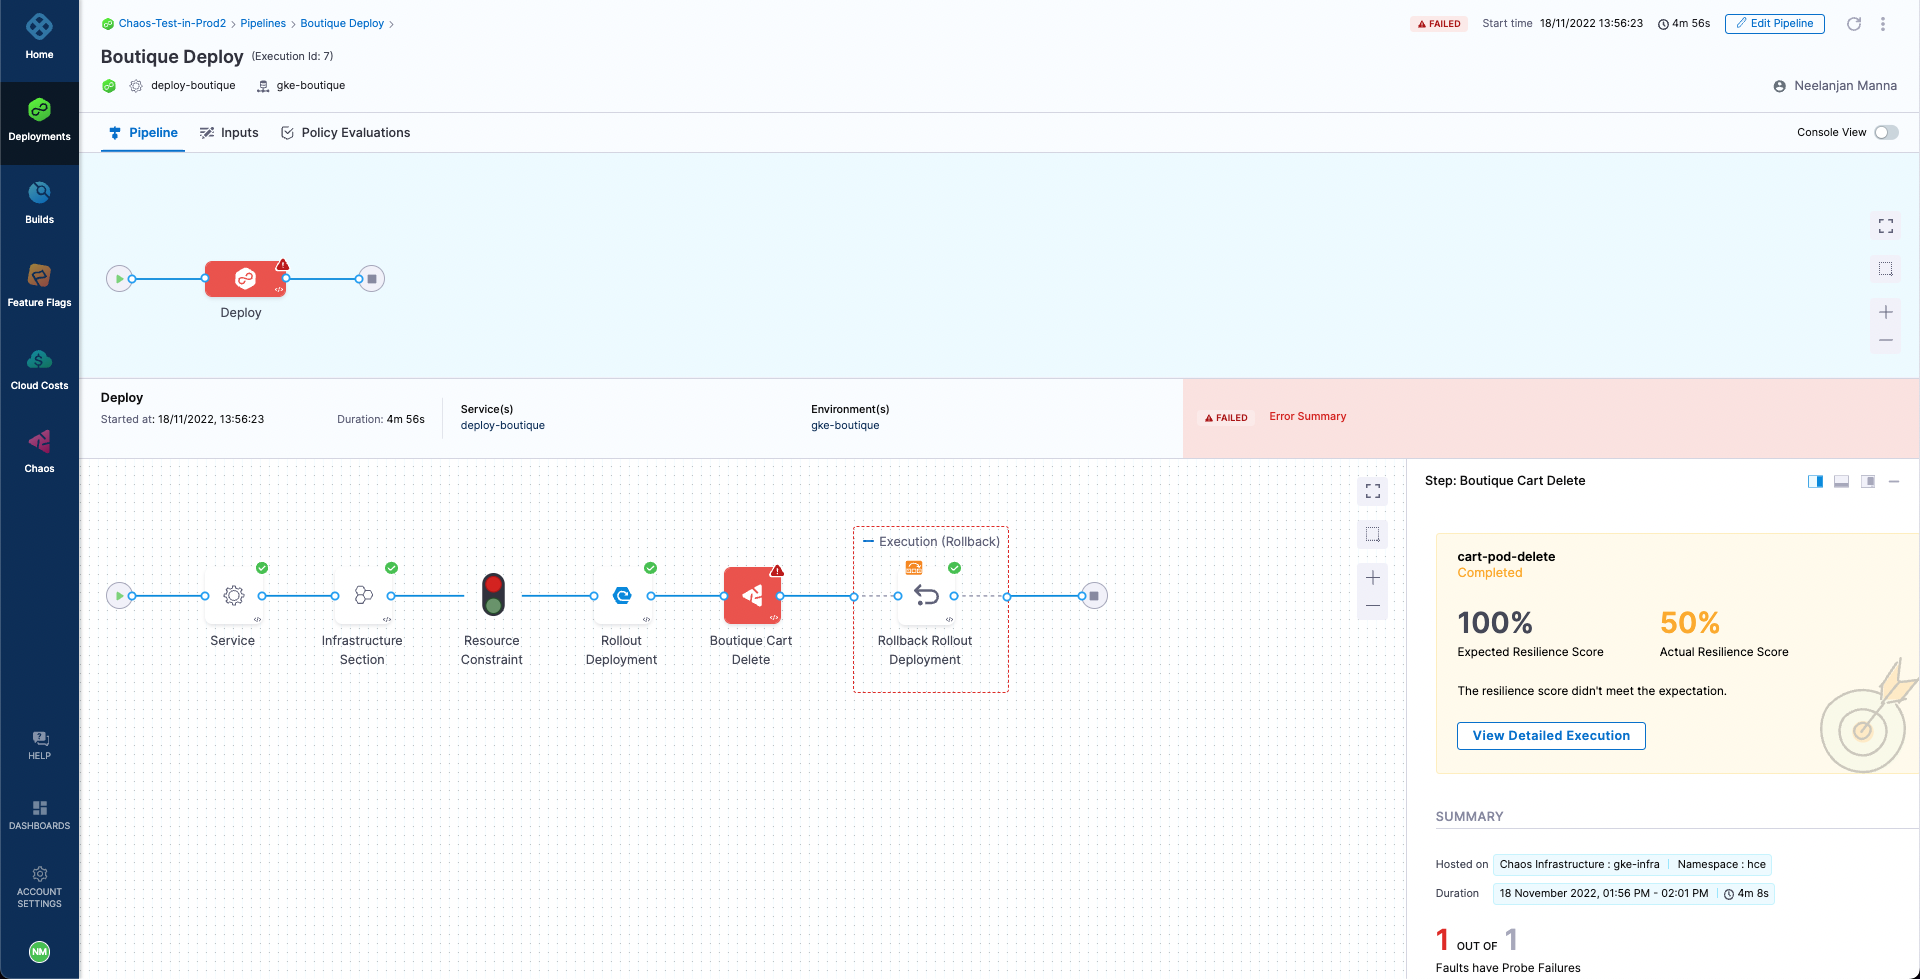 Home
Deployments
Builds
Feature Flags
Cloud Costs
Chaos
HELP
DASHBOARDS
ACCOUNT
SETTINGS
NM
Chaos-Test-in-Prod2 > Pipelines > Boutique Deploy >
FAILED Start time 18/11/2022 13:56:23 4m 56s Edit Pipeline
Boutique Deploy (Execution Id: 7)
deploy-boutique gke-boutique
Neelanjan Manna
Pipeline Inputs Policy Evaluations
Console View
Deploy
Deploy
Started at: 18/11/2022, 13:56:23 Duration: 4m 56s
Service(s)
deploy-boutique
Environment(s)
gke-boutique
FAILED Error Summary
Execution (Rollback)
Service
Infrastructure
Section
Resource
Constraint
Rollout
Deployment
Boutique Cart
Delete
Rollback Rollout
Deployment
Step: Boutique Cart Delete
cart-pod-delete
Completed
100% 50%
Expected Resilience Score Actual Resilience Score
The resilience score didn't meet the expectation.
View Detailed Execution
SUMMARY
Hosted on Chaos Infrastructure : gke-infra Namespace : hce
Duration 18 November 2022, 01:56 PM - 02:01 PM 4m 8s
1 OUT OF 1
Faults have Probe Failures